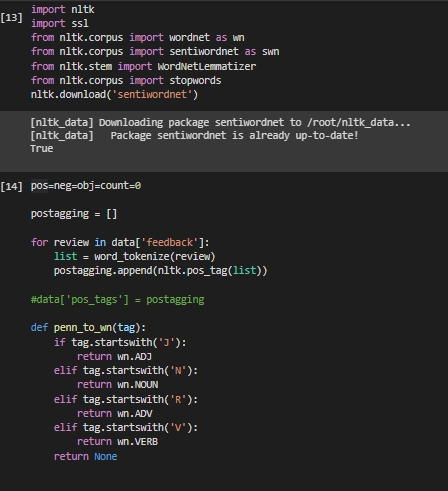 [13] import nltk
import ssl
from nltk.corpus import wordnet as wn
from nltk.corpus import sentiwordnet as swn
from nltk.stem import WordNetLemmatizer
from nltk.corpus import stopwords
nltk.download('sentiwordnet')
[nltk_data] Downloading package sentiwordnet to /root/nltk_data...
[nltk_data]   Package sentiwordnet is already up-to-date!
True
[14] pos=neg=obj=count=0
postagging = []
for review in data['feedback']:
    list = word_tokenize(review)
    postagging.append(nltk.pos_tag(list))
#data['pos_tags'] = postagging
def penn_to_wn(tag):
    if tag.startswith('J'):
        return wn.ADJ
    elif tag.startswith('N'):
        return wn.NOUN
    elif tag.startswith('R'):
        return wn.ADV
    elif tag.startswith('V'):
        return wn.VERB
    return None